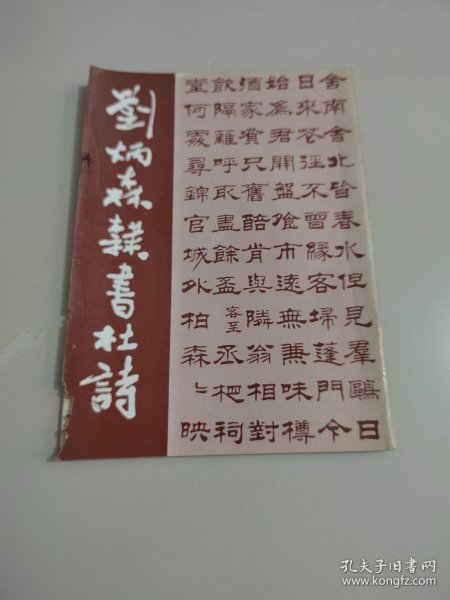 舍南舍北皆春水但見羣鷗日
日來花徑不曾緣客掃蓬門今
始為君開盤飧市遠無兼味樽
酒家貧只舊醅肯與隣翁相對
飲隔籬呼取盡餘盃 客至 丞相祠
堂何處尋錦官城外柏森〻映
劉炳森隸書杜詩
孔夫子旧书网
www.kongfz.com